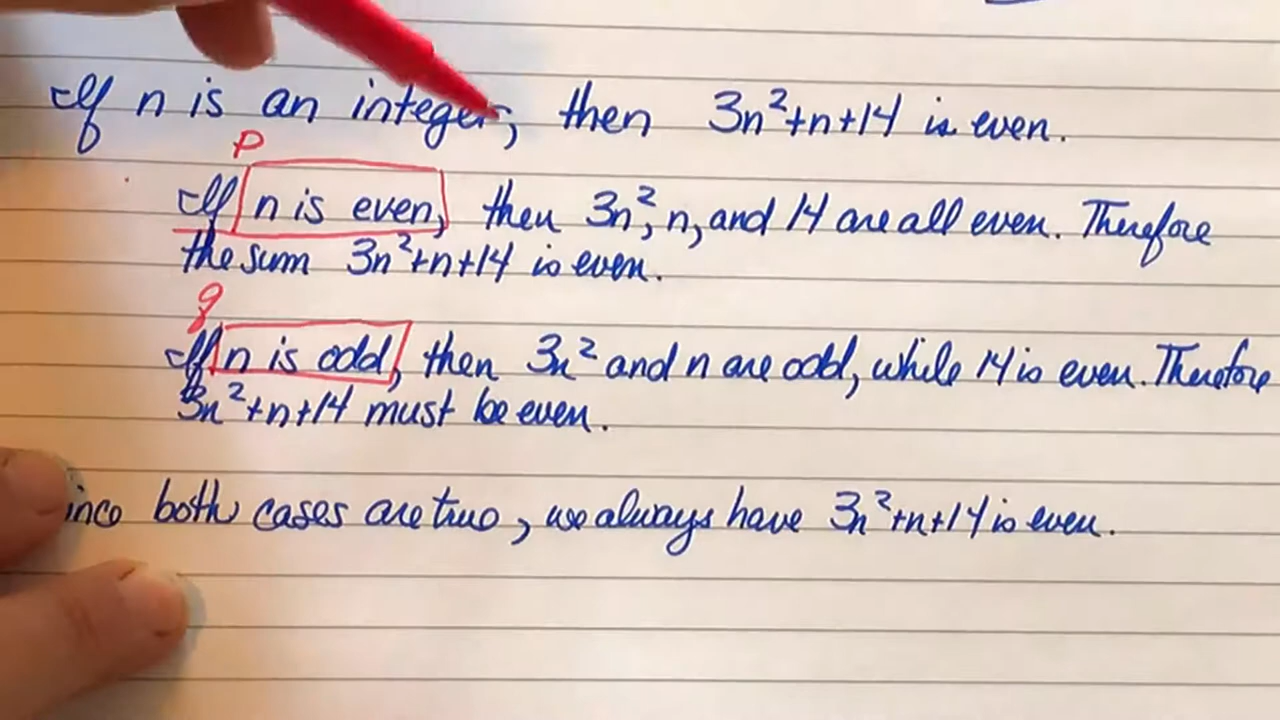 If n is an integer, then 3n²+n+14 is even.
P
If n is even, then 3n², n, and 14 are all even. Therefore
the sum 3n²+n+14 is even.
q
If n is odd, then 3n² and n are odd, while 14 is even. Therefore
3n²+n+14 must be even.
ince both cases are true, we always have 3n²+n+14 is even.